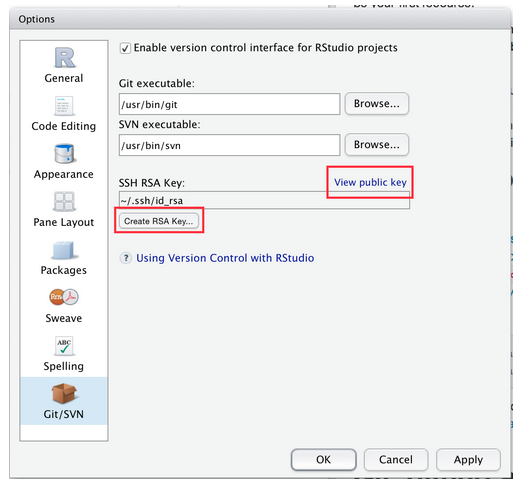 Options
General
Code Editing
Appearance
Pane Layout
Packages
Sweave
Spelling
Git/SVN
Enable version control interface for RStudio projects
Git executable:
/usr/bin/git
Browse...
SVN executable:
/usr/bin/svn
Browse...
SSH RSA Key:
View public key
~/.ssh/id_rsa
Create RSA Key...
? Using Version Control with RStudio
OK
Cancel
Apply